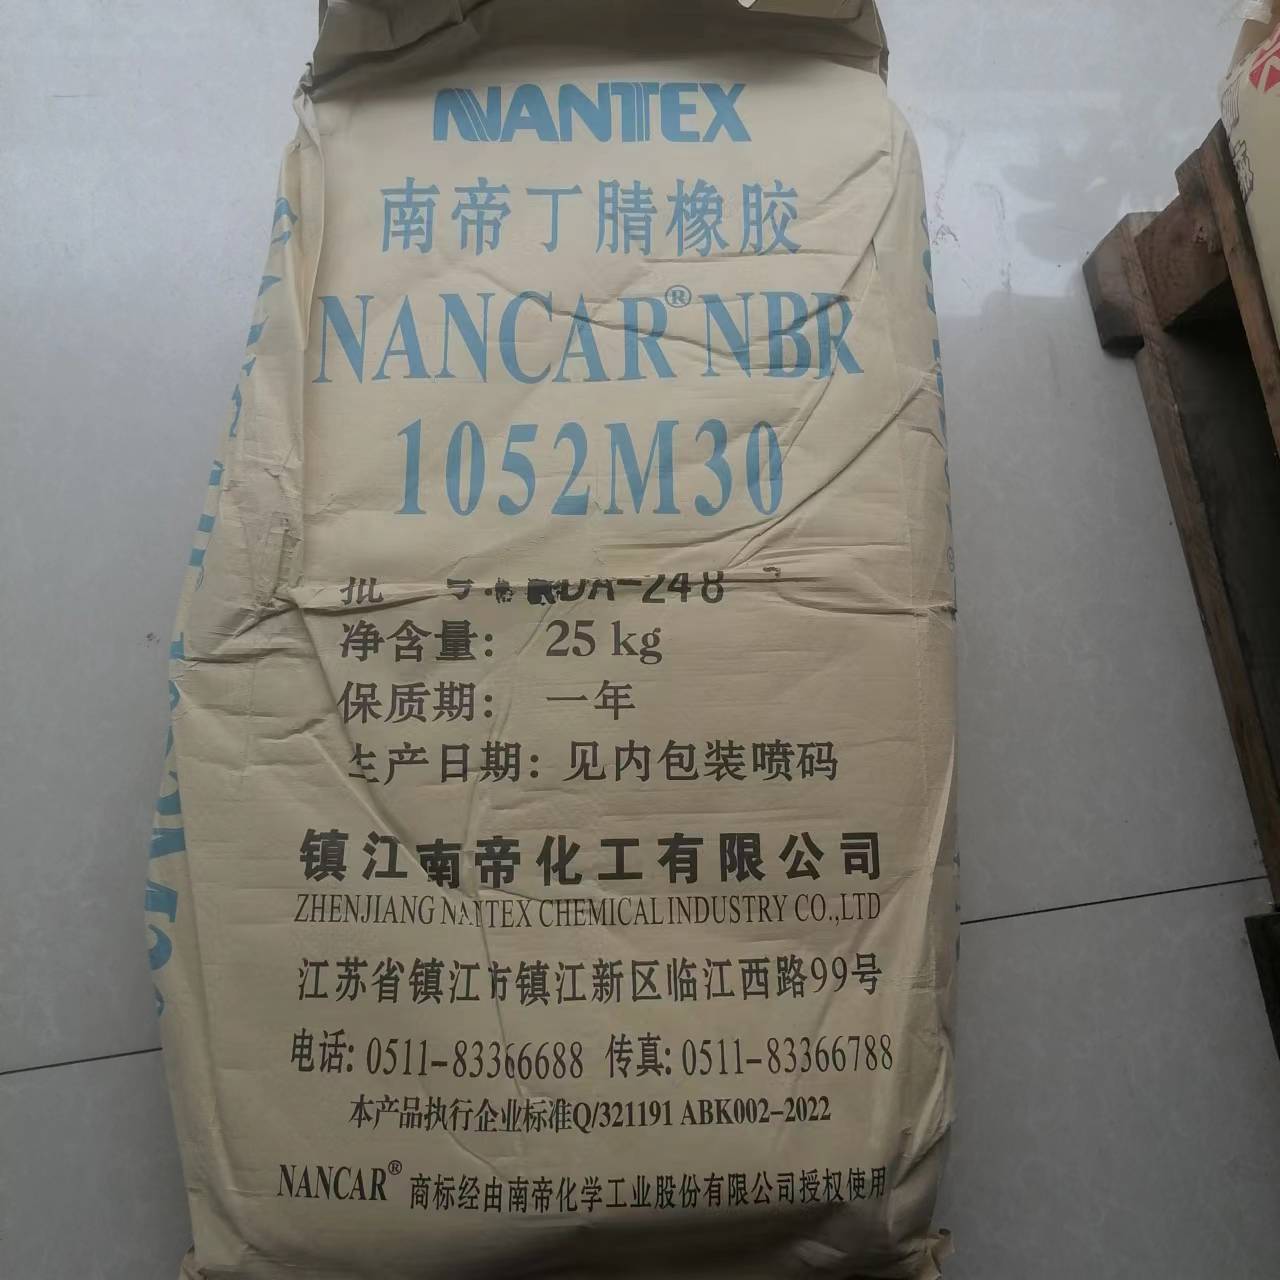 NANTEX
南帝丁腈橡胶
NANCAR® NBR
1052M30
批 号: DA-248
净含量: 25 kg
保质期: 一年
生产日期: 见内包装喷码
镇江南帝化工有限公司
ZHENJIANG NANTEX CHEMICAL INDUSTRY CO.,LTD
江苏省镇江市镇江新区临江西路99号
电话: 0511-83366688 传真: 0511-83366788
本产品执行企业标准Q/321191 ABK002-2022
NANCAR® 商标经由南帝化学工业股份有限公司授权使用